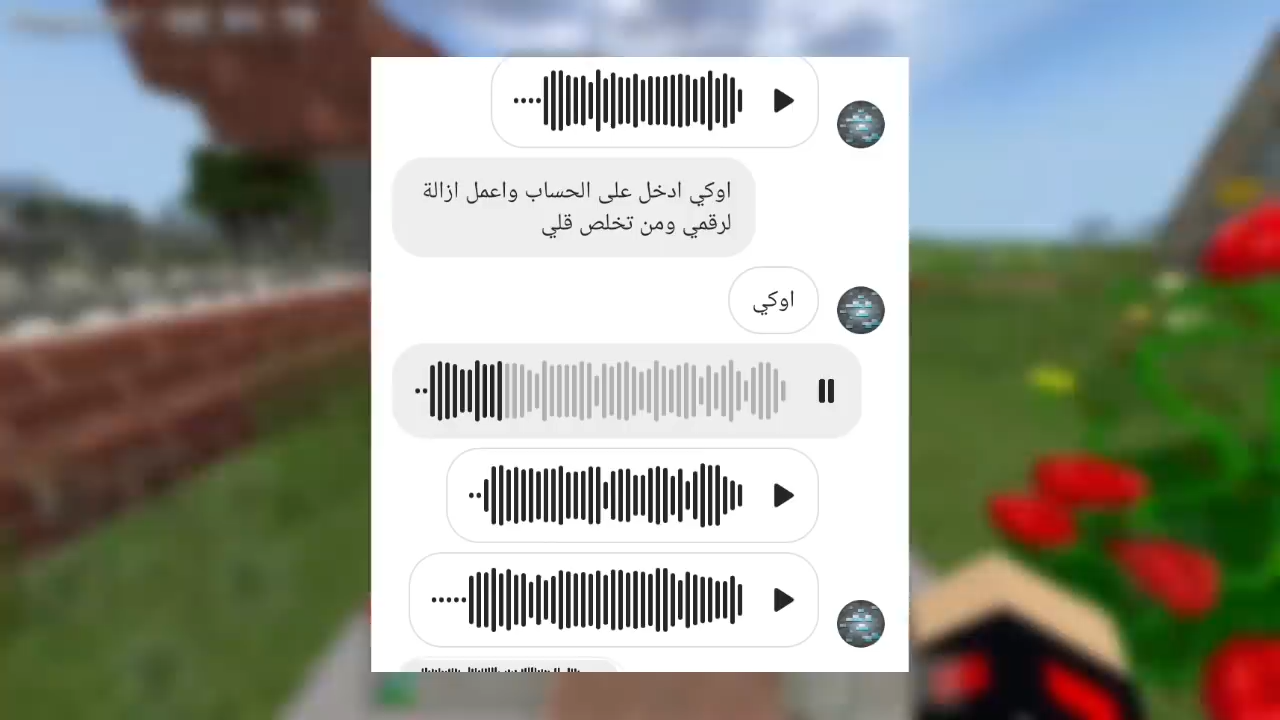 اوكي ادخل على الحساب واعمل ازالة
لرقمي ومن تخلص قلي
اوكي